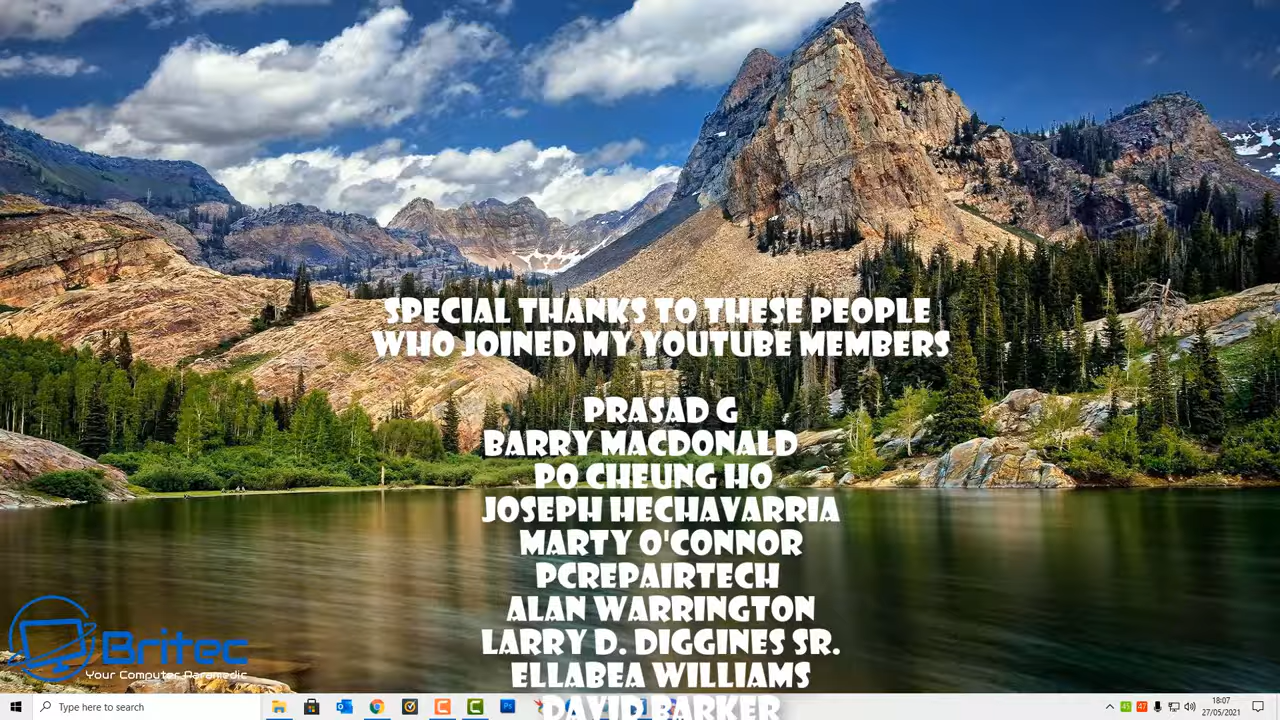 SPECIAL THANKS TO THESE PEOPLE
WHO JOINED MY YOUTUBE MEMBERS
PRASAD G
BARRY MACDONALD
PO CHEUNG HO
JOSEPH HECHAVARRIA
MARTY O'CONNOR
PCREPAIRTECH
ALAN WARRINGTON
LARRY D. DIGGINES SR.
ELLABEA WILLIAMS
DAVID BARKER
Britec
Your Computer Paramedic
Type here to search
45
47
18:07
27/05/2021